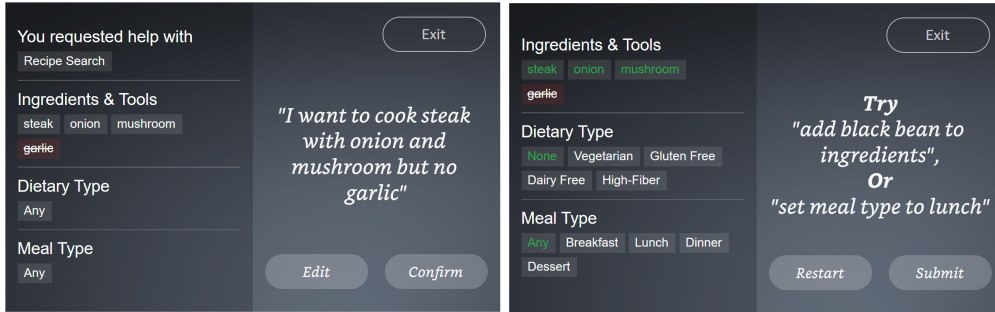 You requested help with
Recipe Search
Ingredients & Tools
steak onion mushroom
garlic
Dietary Type
Any
Meal Type
Any
Exit
"I want to cook steak
with onion and
mushroom but no
garlic"
Edit Confirm
Ingredients & Tools
steak onion mushroom
garlic
Dietary Type
None Vegetarian Gluten Free
Dairy Free High-Fiber
Meal Type
Any Breakfast Lunch Dinner
Dessert
Exit
Try
"add black bean to
ingredients",
Or
"set meal type to lunch"
Restart Submit